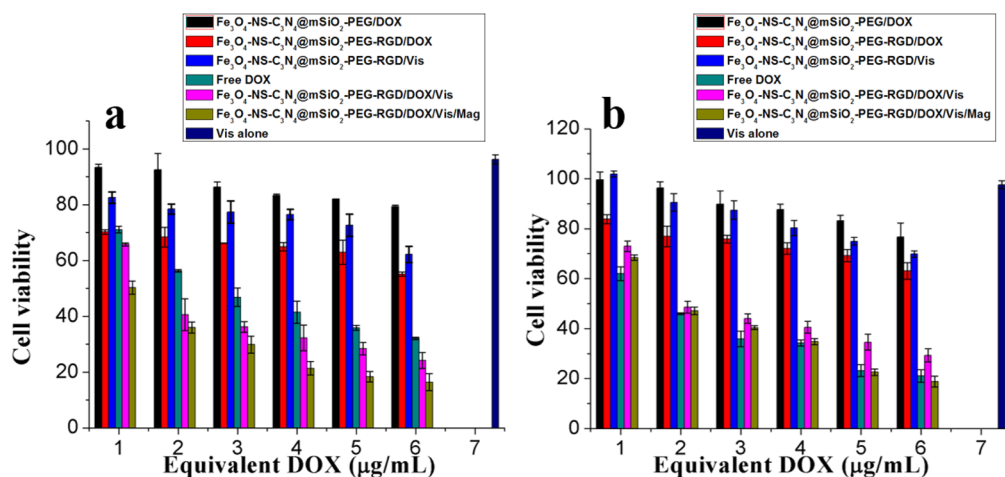 Fe₃O₄-NS-C₃N₄@mSiO₂-PEG/DOX
Fe₃O₄-NS-C₃N₄@mSiO₂-PEG-RGD/DOX
Fe₃O₄-NS-C₃N₄@mSiO₂-PEG-RGD/Vis
Free DOX
Fe₃O₄-NS-C₃N₄@mSiO₂-PEG-RGD/DOX/Vis
Fe₃O₄-NS-C₃N₄@mSiO₂-PEG-RGD/DOX/Vis/Mag
Vis alone
a
100
80
60
40
20
0
Cell viability
1 2 3 4 5 6 7
Equivalent DOX (μg/mL)
Fe₃O₄-NS-C₃N₄@mSiO₂-PEG/DOX
Fe₃O₄-NS-C₃N₄@mSiO₂-PEG-RGD/DOX
Fe₃O₄-NS-C₃N₄@mSiO₂-PEG-RGD/Vis
Free DOX
Fe₃O₄-NS-C₃N₄@mSiO₂-PEG-RGD/DOX/Vis
Fe₃O₄-NS-C₃N₄@mSiO₂-PEG-RGD/DOX/Vis/Mag
Vis alone
b
120
100
80
60
40
20
0
Cell viability
1 2 3 4 5 6 7
Equivalent DOX (μg/mL)